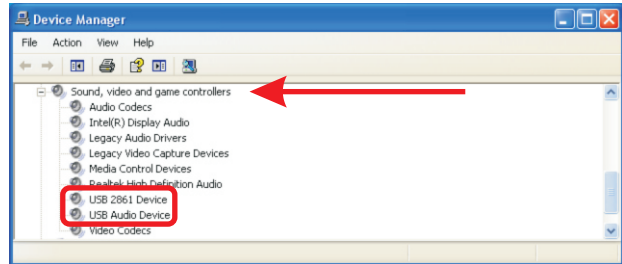 Device Manager
File Action View Help
Sound, video and game controllers
Audio Codecs
Intel(R) Display Audio
Legacy Audio Drivers
Legacy Video Capture Devices
Media Control Devices
Realtek High Definition Audio
USB 2861 Device
USB Audio Device
Video Codecs